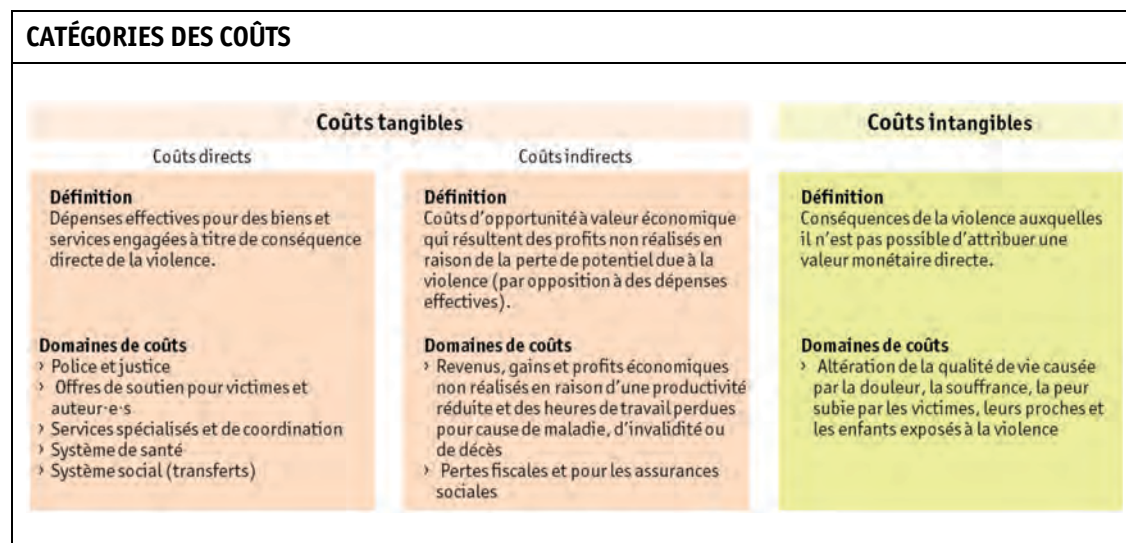 CATÉGORIES DES COÛTS
Coûts tangibles
Coûts directs
Définition
Dépenses effectives pour des biens et
services engagées à titre de conséquence
directe de la violence.
Domaines de coûts
› Police et justice
› Offres de soutien pour victimes et
auteur·e·s
› Services spécialisés et de coordination
› Système de santé
› Système social (transferts)
Coûts indirects
Définition
Coûts d'opportunité à valeur économique
qui résultent des profits non réalisés en
raison de la perte de potentiel due à la
violence (par opposition à des dépenses
effectives).
Domaines de coûts
› Revenus, gains et profits économiques
non réalisés en raison d'une productivité
réduite et des heures de travail perdues
pour cause de maladie, d'invalidité ou
de décès
› Pertes fiscales et pour les assurances
sociales
Coûts intangibles
Définition
Conséquences de la violence auxquelles
il n'est pas possible d'attribuer une
valeur monétaire directe.
Domaines de coûts
› Altération de la qualité de vie causée
par la douleur, la souffrance, la peur
subie par les victimes, leurs proches et
les enfants exposés à la violence